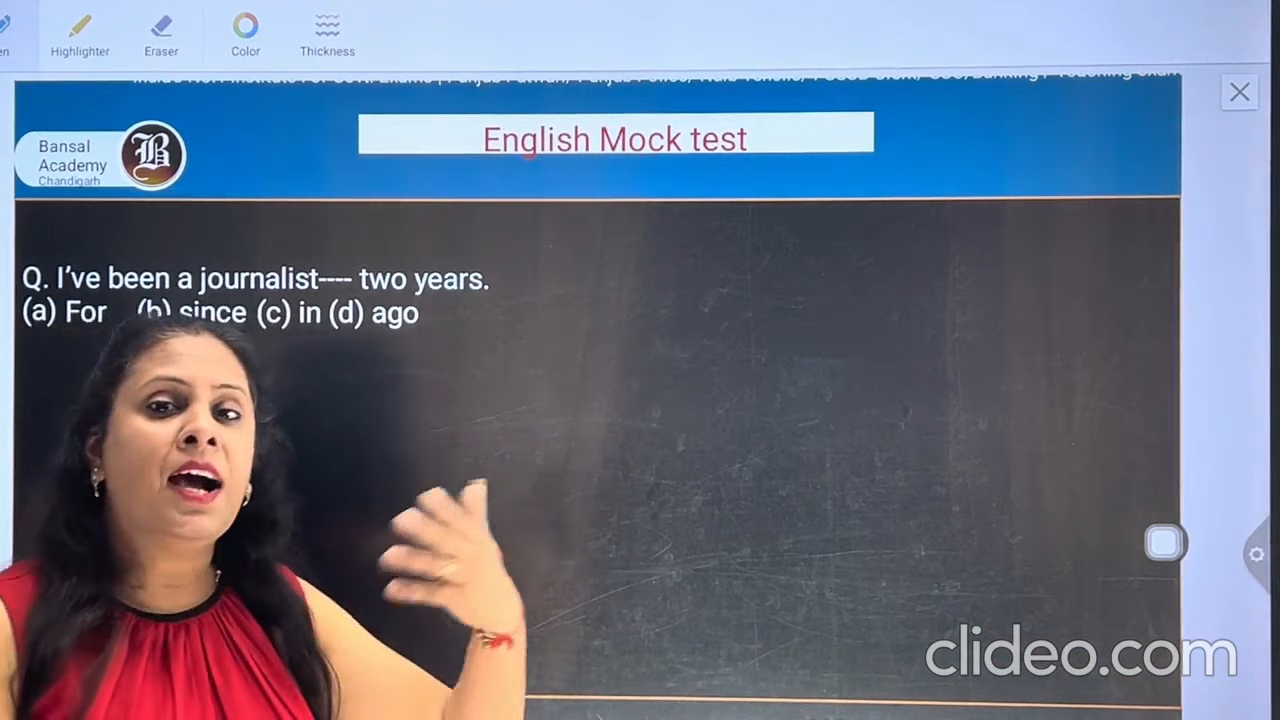 Highlighter
Eraser
Color
Thickness
Bansal
Academy
Chandigarh
B
English Mock test
Q. I've been a journalist---- two years.
(a) For (b) since (c) in (d) ago
clideo.com